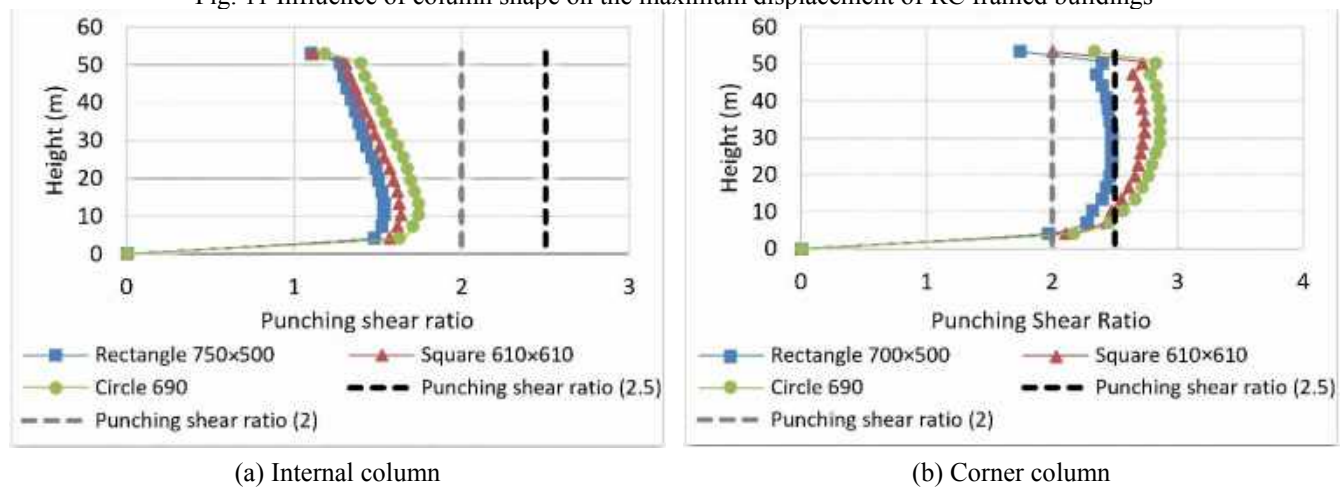 Fig. 11 Influence of column shape on the maximum displacement of RC framed buildings
60
50
40
30
20
10
0
Height (m)
0 1 2 3
Punching shear ratio
Rectangle 750×500 Square 610×610
Circle 690 Punching shear ratio (2.5)
Punching shear ratio (2)
(a) Internal column
60
50
40
30
20
10
0
Height (m)
0 1 2 3 4
Punching Shear Ratio
Rectangle 700×500 Square 610×610
Circle 690 Punching shear ratio (2.5)
Punching shear ratio (2)
(b) Corner column